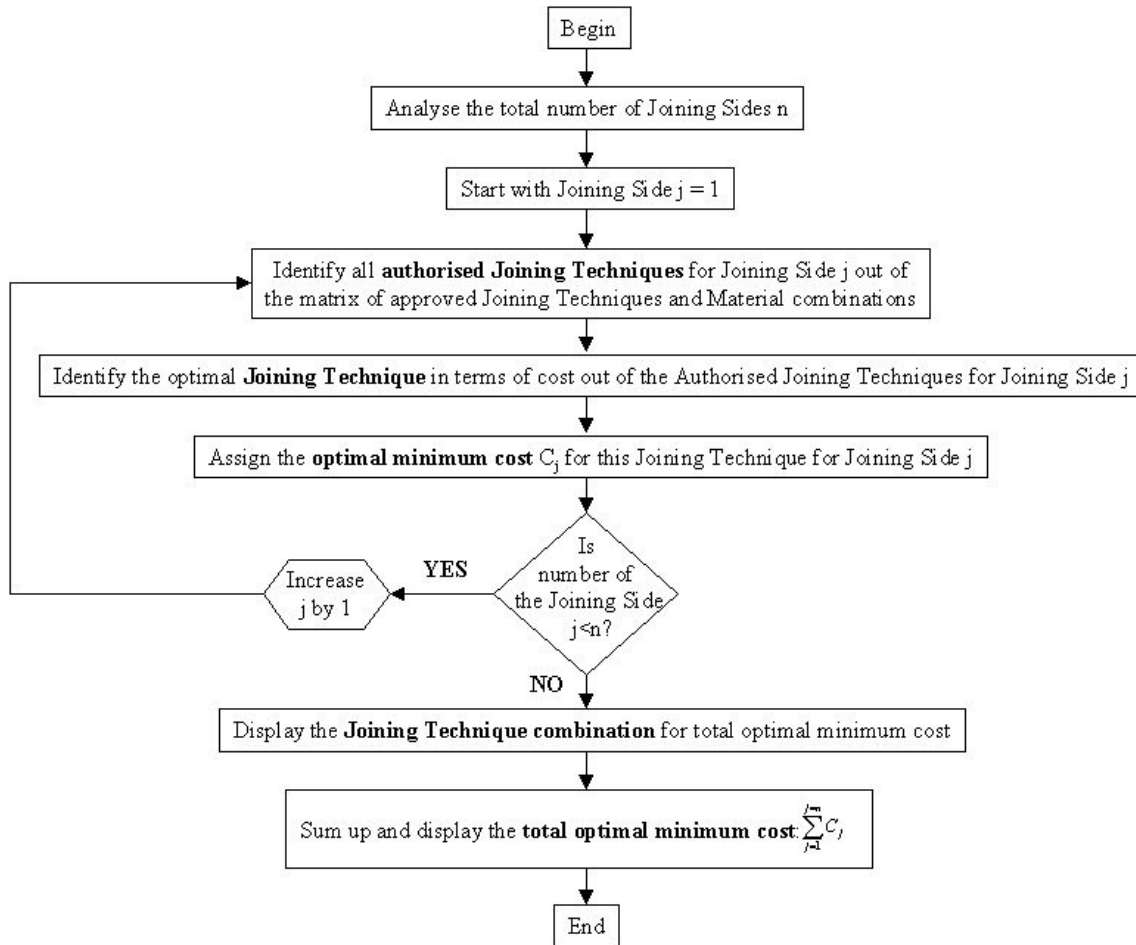 Begin
Analyse the total number of Joining Sides n
Start with Joining Side j = 1
Identify all authorised Joining Techniques for Joining Side j out of
the matrix of approved Joining Techniques and Material combinations
Identify the optimal Joining Technique in terms of cost out of the Authorised Joining Techniques for Joining Side j
Assign the optimal minimum cost Cj for this Joining Technique for Joining Side j
Is
number of
the Joining Side
j<n?
YES
Increase
j by 1
NO
Display the Joining Technique combination for total optimal minimum cost
Sum up and display the total optimal minimum cost: ∑ j=1 j=n Cj
End